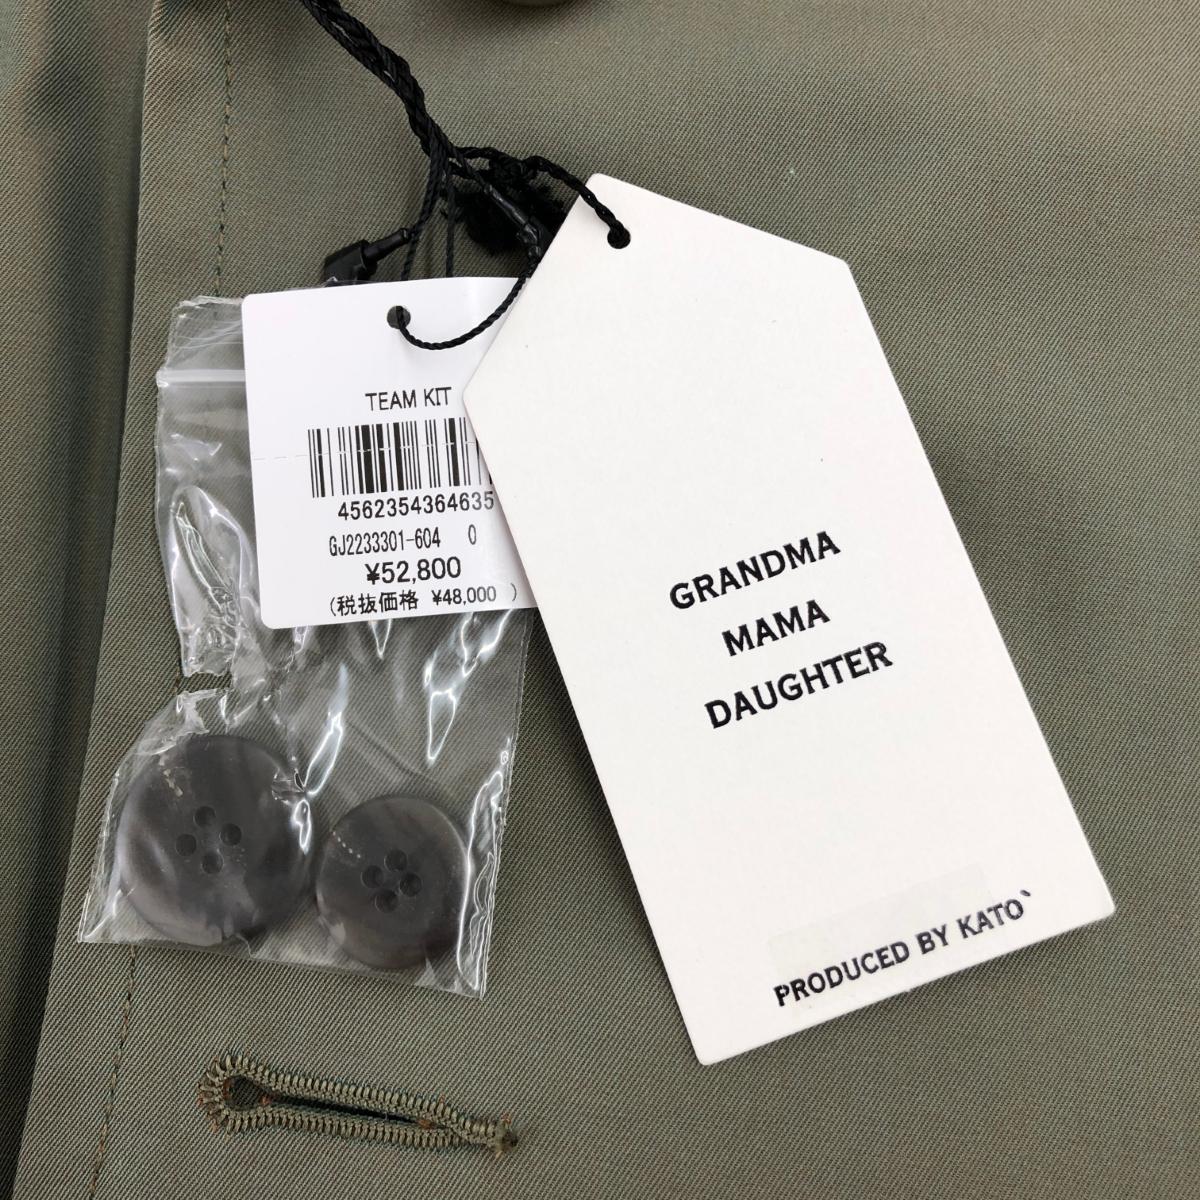 TEAM KIT
4562354364635
GJ2233301-604 0
¥52,800
(税抜価格 ¥48,000 )
GRANDMA
MAMA
DAUGHTER
PRODUCED BY KATO`